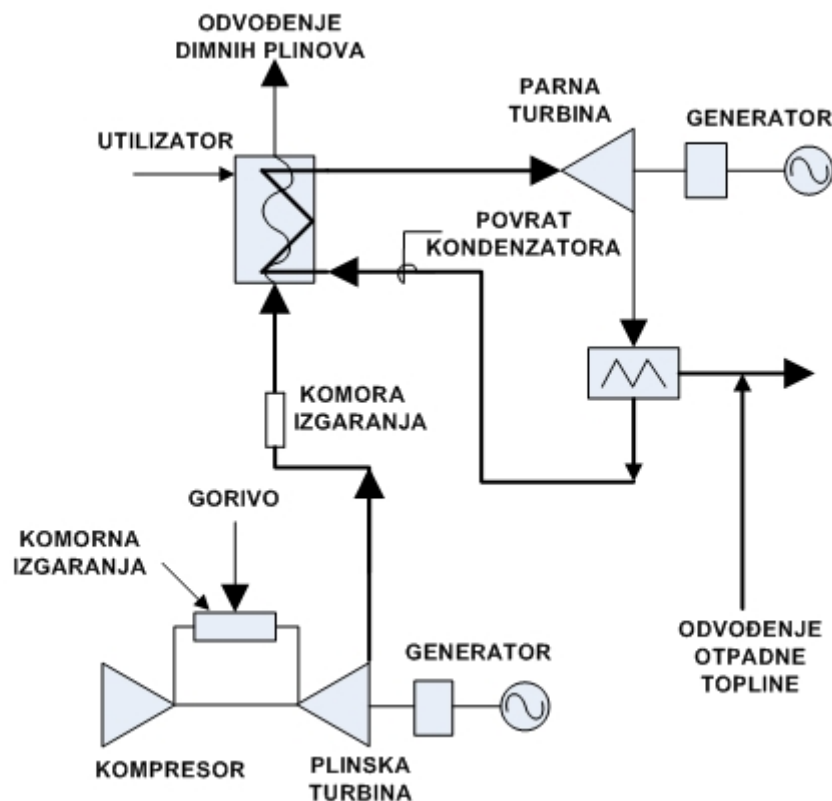 ODVOĐENJE
DIMNIH PLINOVA
PARNA
TURBINA
GENERATOR
UTILIZATOR
POVRAT
KONDENZATORA
KOMORA
IZGARANJA
GORIVO
KOMORNA
IZGARANJA
GENERATOR
ODVOĐENJE
OTPADNE
TOPLINE
KOMPRESOR
PLINSKA
TURBINA